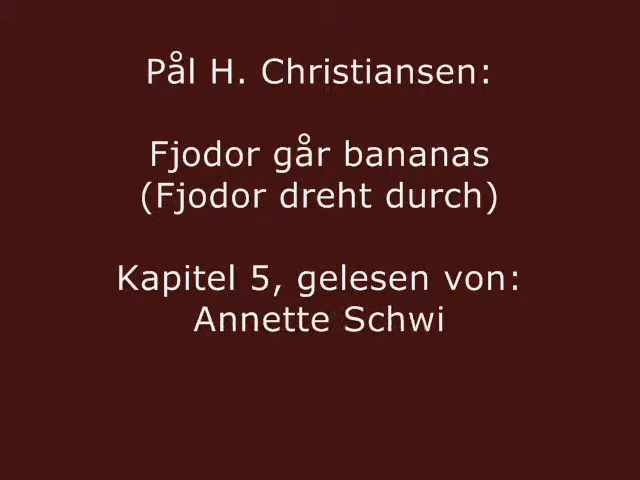 Pål H. Christiansen:
Fjodor går bananas
(Fjodor dreht durch)
Kapitel 5, gelesen von:
Annette Schwi